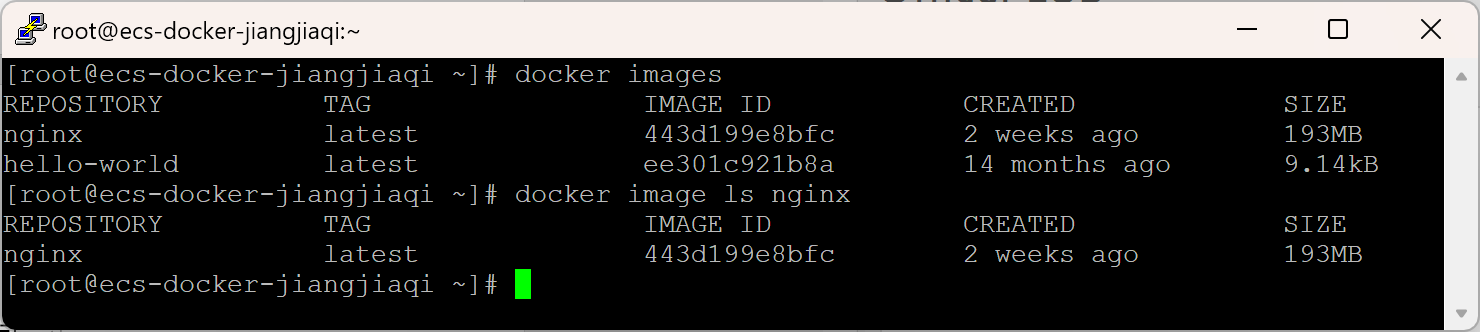 root@ecs-docker-jiangjiaqi:~
[root@ecs-docker-jiangjiaqi ~]# docker images
REPOSITORY TAG IMAGE ID CREATED SIZE
nginx latest 443d199e8bfc 2 weeks ago 193MB
hello-world latest ee301c921b8a 14 months ago 9.14kB
[root@ecs-docker-jiangjiaqi ~]# docker image ls nginx
REPOSITORY TAG IMAGE ID CREATED SIZE
nginx latest 443d199e8bfc 2 weeks ago 193MB
[root@ecs-docker-jiangjiaqi ~]#